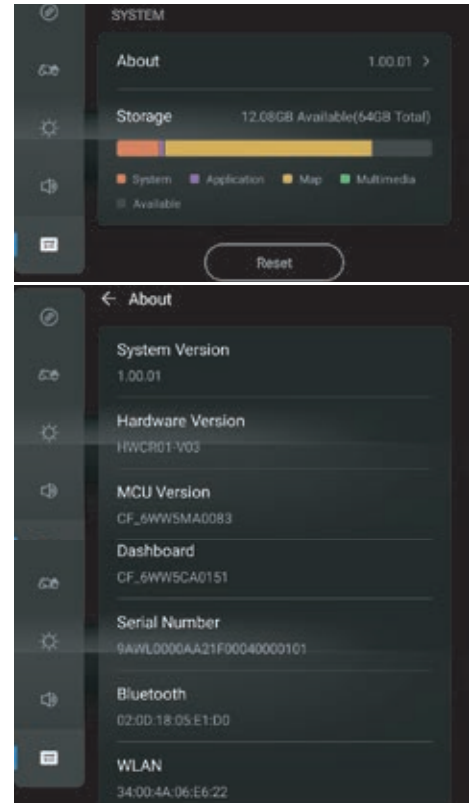 SYSTEM
About 1.00.01 >
Storage 12.08GB Available(64GB Total)
System Application Map Multimedia
Available
Reset
← About
System Version
1.00.01
Hardware Version
HWCR01-V03
MCU Version
CF_6WW5MA0083
Dashboard
CF_6WW5CA0151
Serial Number
9AWL0000AA21F00040000101
Bluetooth
02:0D:18:05:E1:D0
WLAN
34:00:4A:06:E6:22